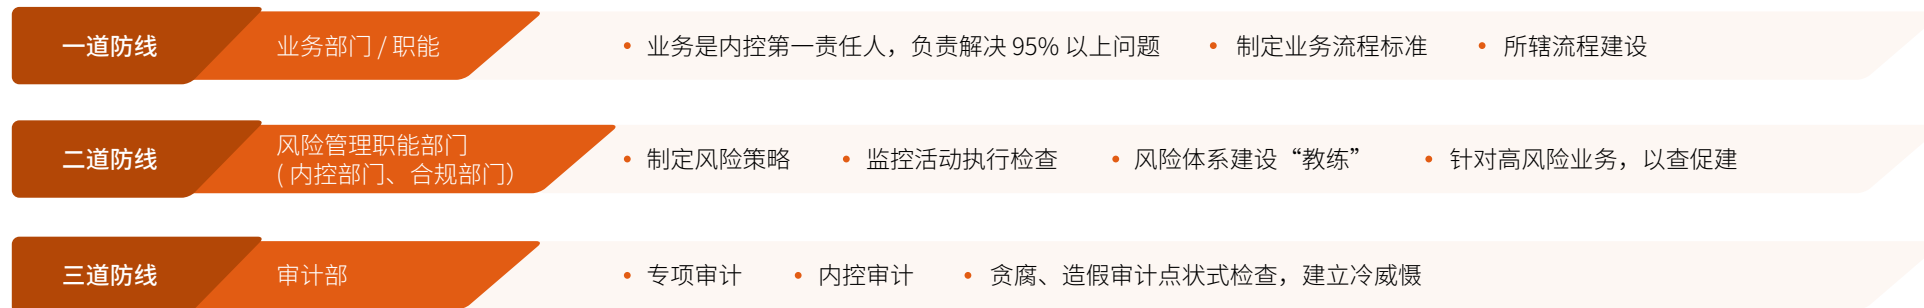 一道防线 业务部门 / 职能 • 业务是内控第一责任人，负责解决 95% 以上问题 • 制定业务流程标准 • 所辖流程建设
二道防线 风险管理职能部门
( 内控部门、合规部门） • 制定风险策略 • 监控活动执行检查 • 风险体系建设“教练” • 针对高风险业务，以查促建
三道防线 审计部 • 专项审计 • 内控审计 • 贪腐、造假审计点状式检查，建立冷威慑